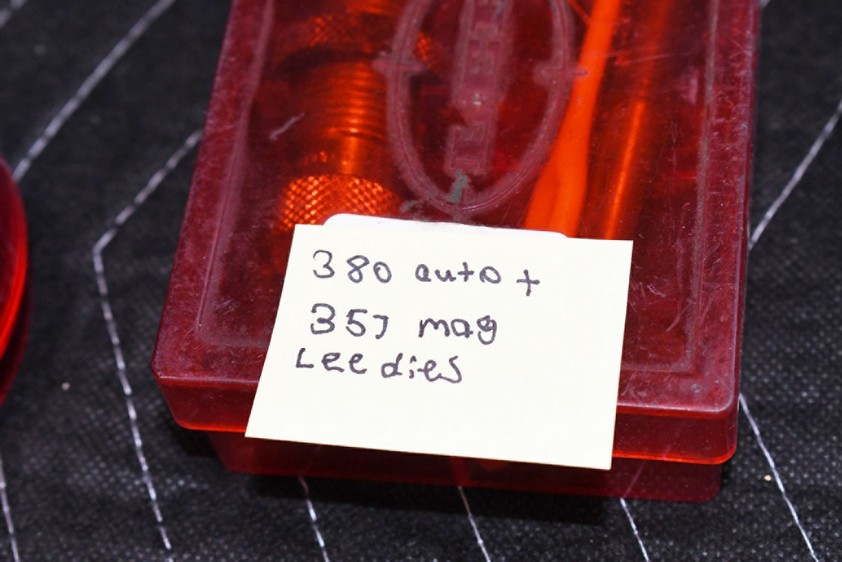 380 auto +
357 mag
Lee dies